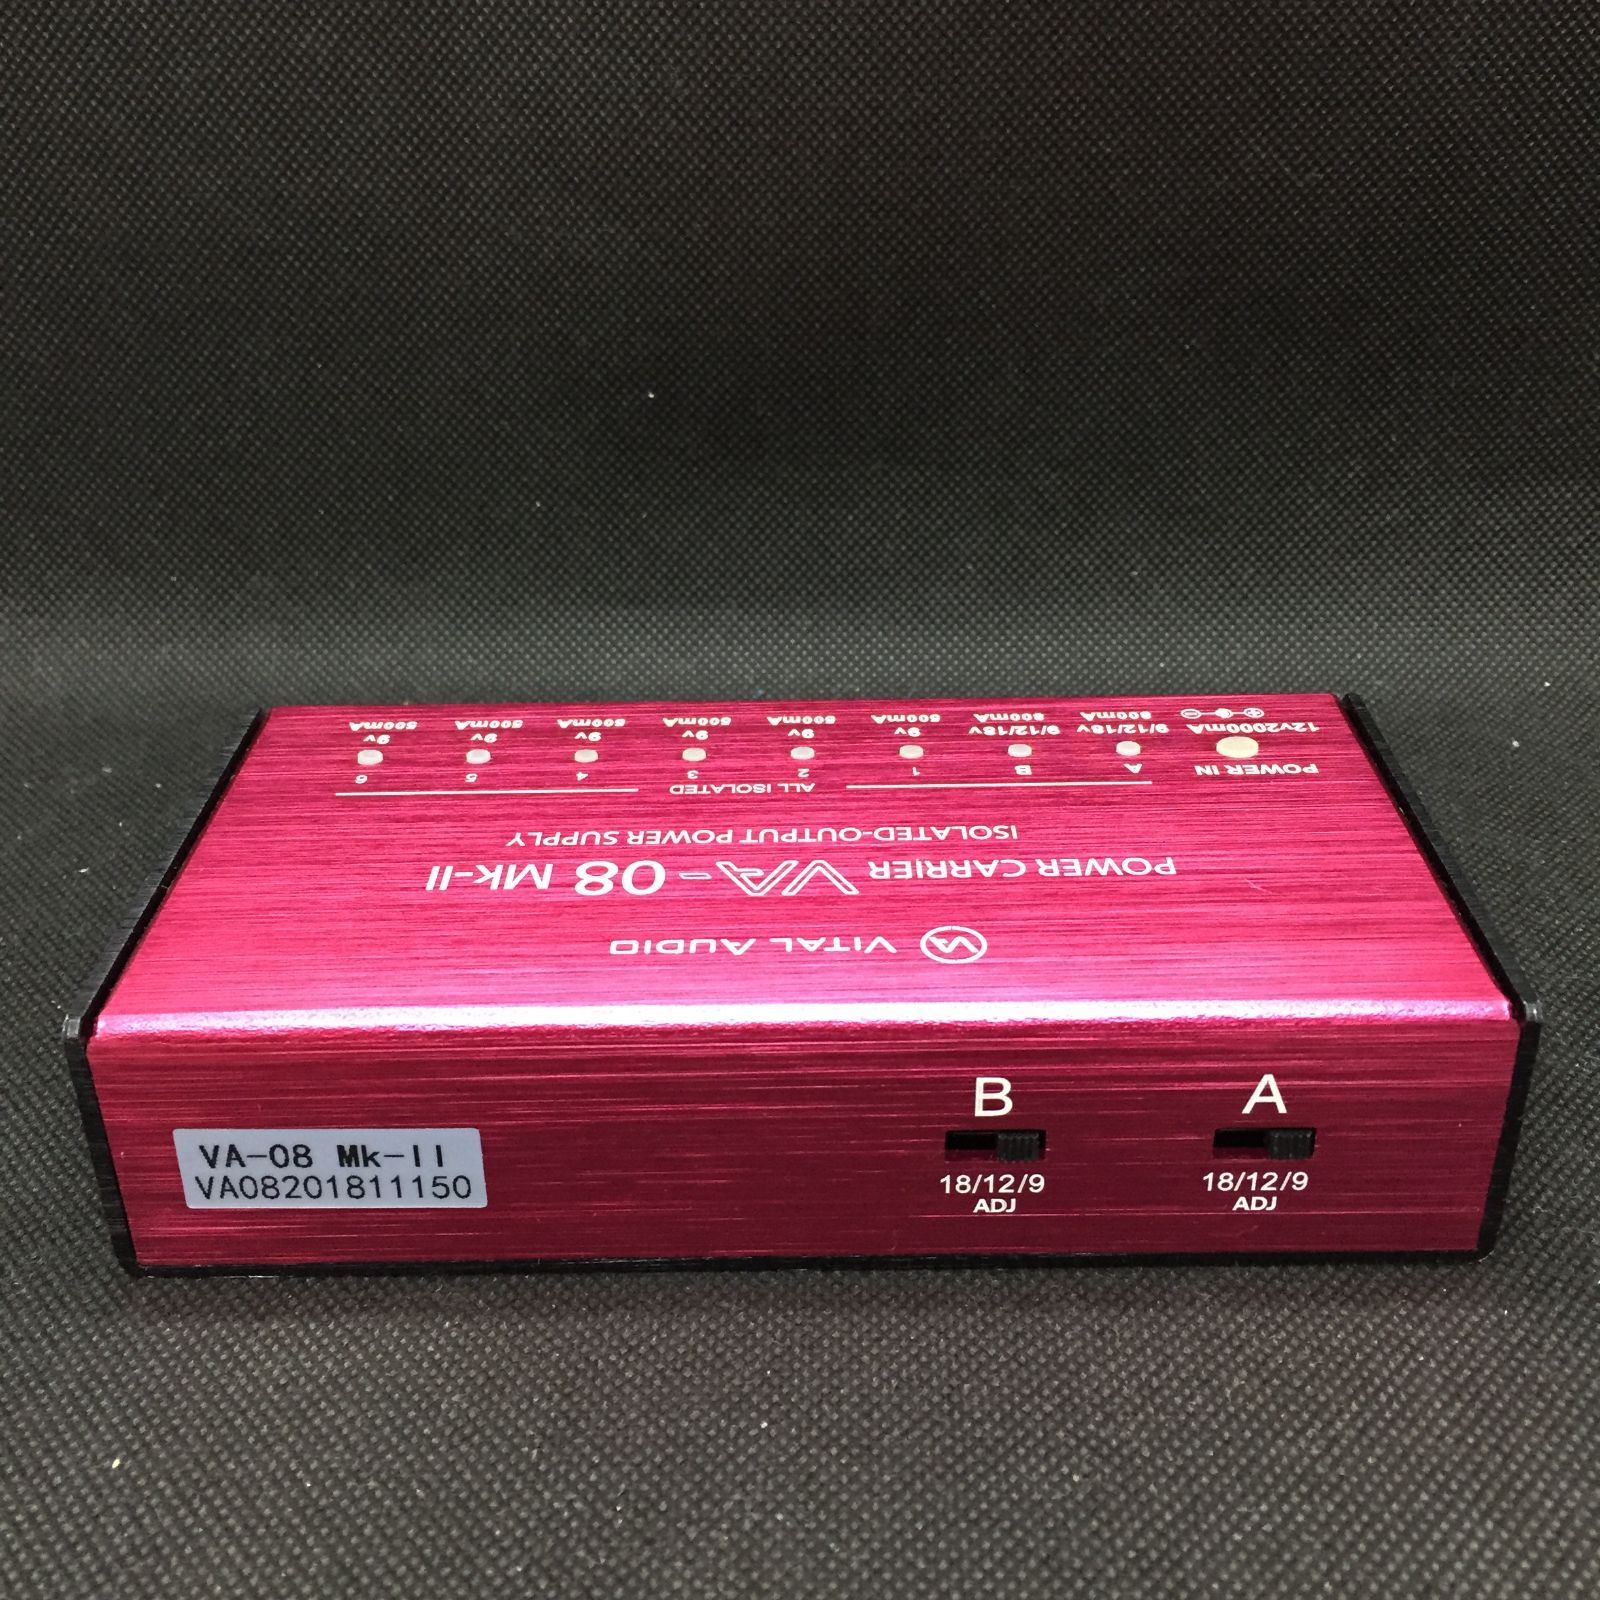 VITAL AUDIO
POWER CARRIER VA-08 Mk-II
ISOLATED-OUTPUT POWER SUPPLY
ALL ISOLATED
POWER IN A B 1 2 3 4 5 6
12v2000mA 9/12/18v 9/12/18v 9v 9v 9v 9v 9v 9v
500mA 500mA 500mA 500mA 500mA 500mA 500mA 500mA
B A
18/12/9 18/12/9
ADJ ADJ
VA-08 Mk-II
VA08201811150